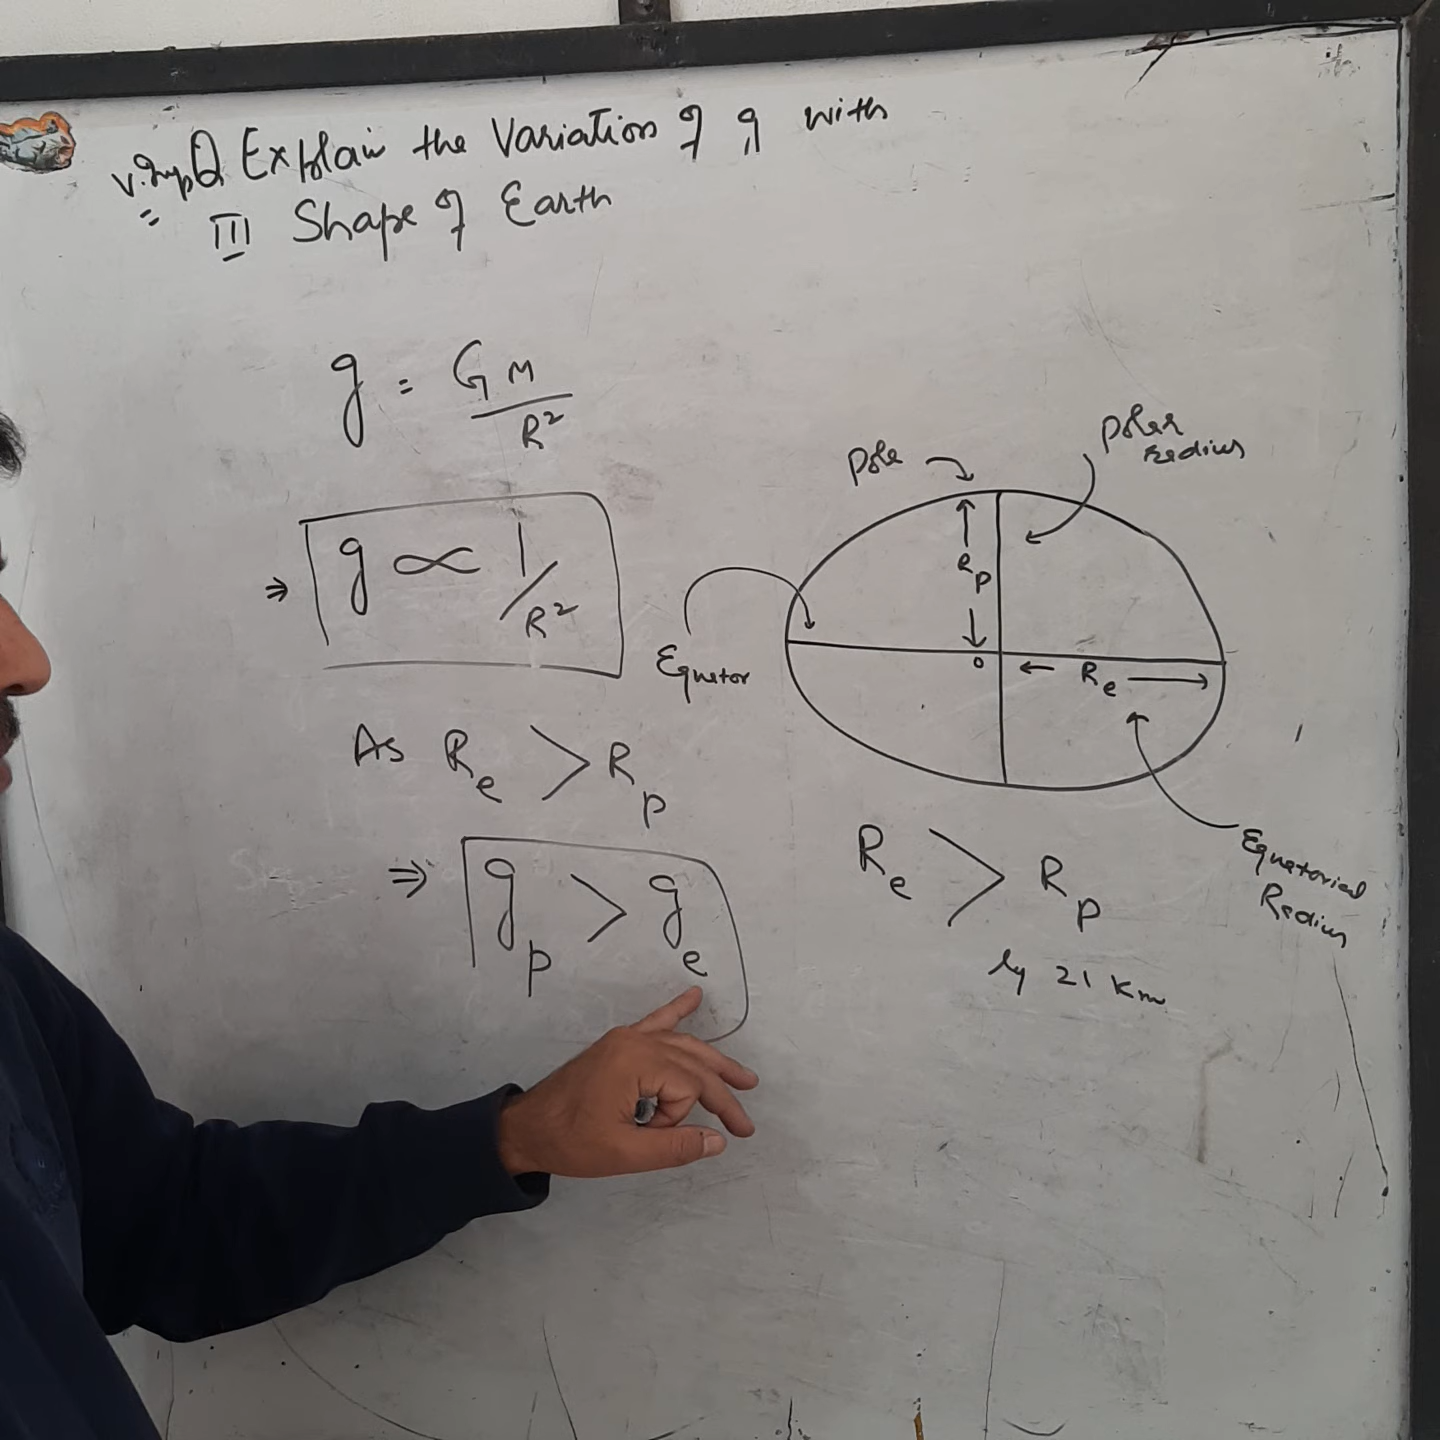 v.Imp Q Explain the Variation of g with
III Shape of Earth
g = GM/R²
⇒ g ∝ 1/R²
As Re > Rp
⇒ gp > ge
Pole
Polar radius
Rp
Equator
o
Re
Equatorial Radius
Re > Rp
by 21 Km